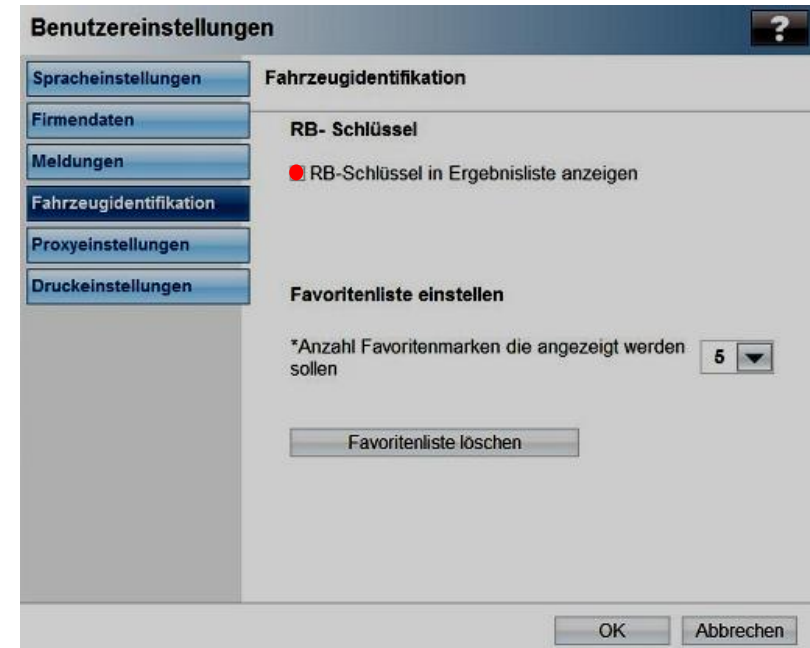 Benutzereinstellungen
?
Spracheinstellungen
Firmendaten
Meldungen
Fahrzeugidentifikation
Proxyeinstellungen
Druckeinstellungen
Fahrzeugidentifikation
RB- Schlüssel
RB-Schlüssel in Ergebnisliste anzeigen
Favoritenliste einstellen
*Anzahl Favoritenmarken die angezeigt werden
sollen
5
Favoritenliste löschen
OK
Abbrechen